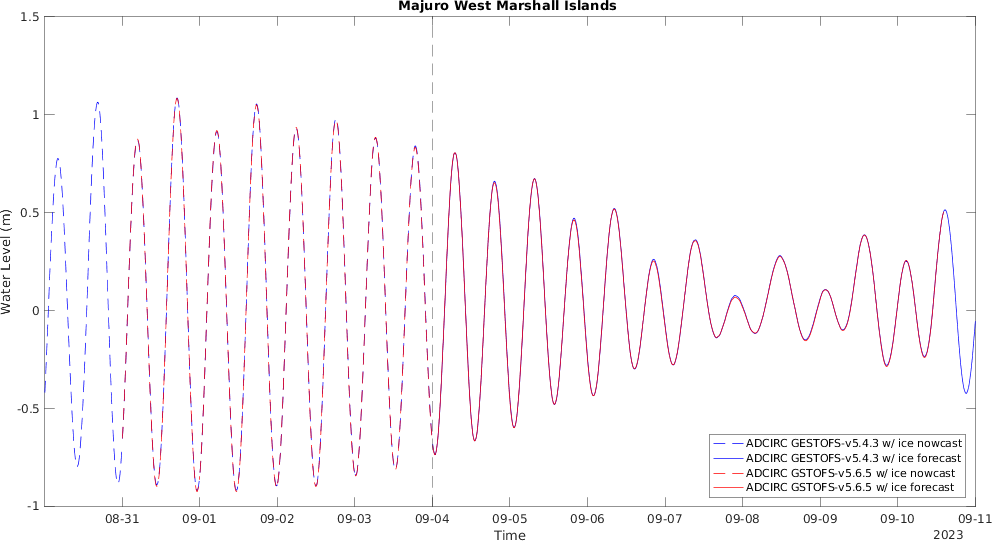 Majuro West Marshall Islands
1.5
1
0.5
0
-0.5
-1
Water Level (m)
ADCIRC GESTOFS-v5.4.3 w/ ice nowcast
ADCIRC GESTOFS-v5.4.3 w/ ice forecast
ADCIRC GSTOFS-v5.6.5 w/ ice nowcast
ADCIRC GSTOFS-v5.6.5 w/ ice forecast
08-31 09-01 09-02 09-03 09-04 09-05 09-06 09-07 09-08 09-09 09-10 09-11
Time
2023